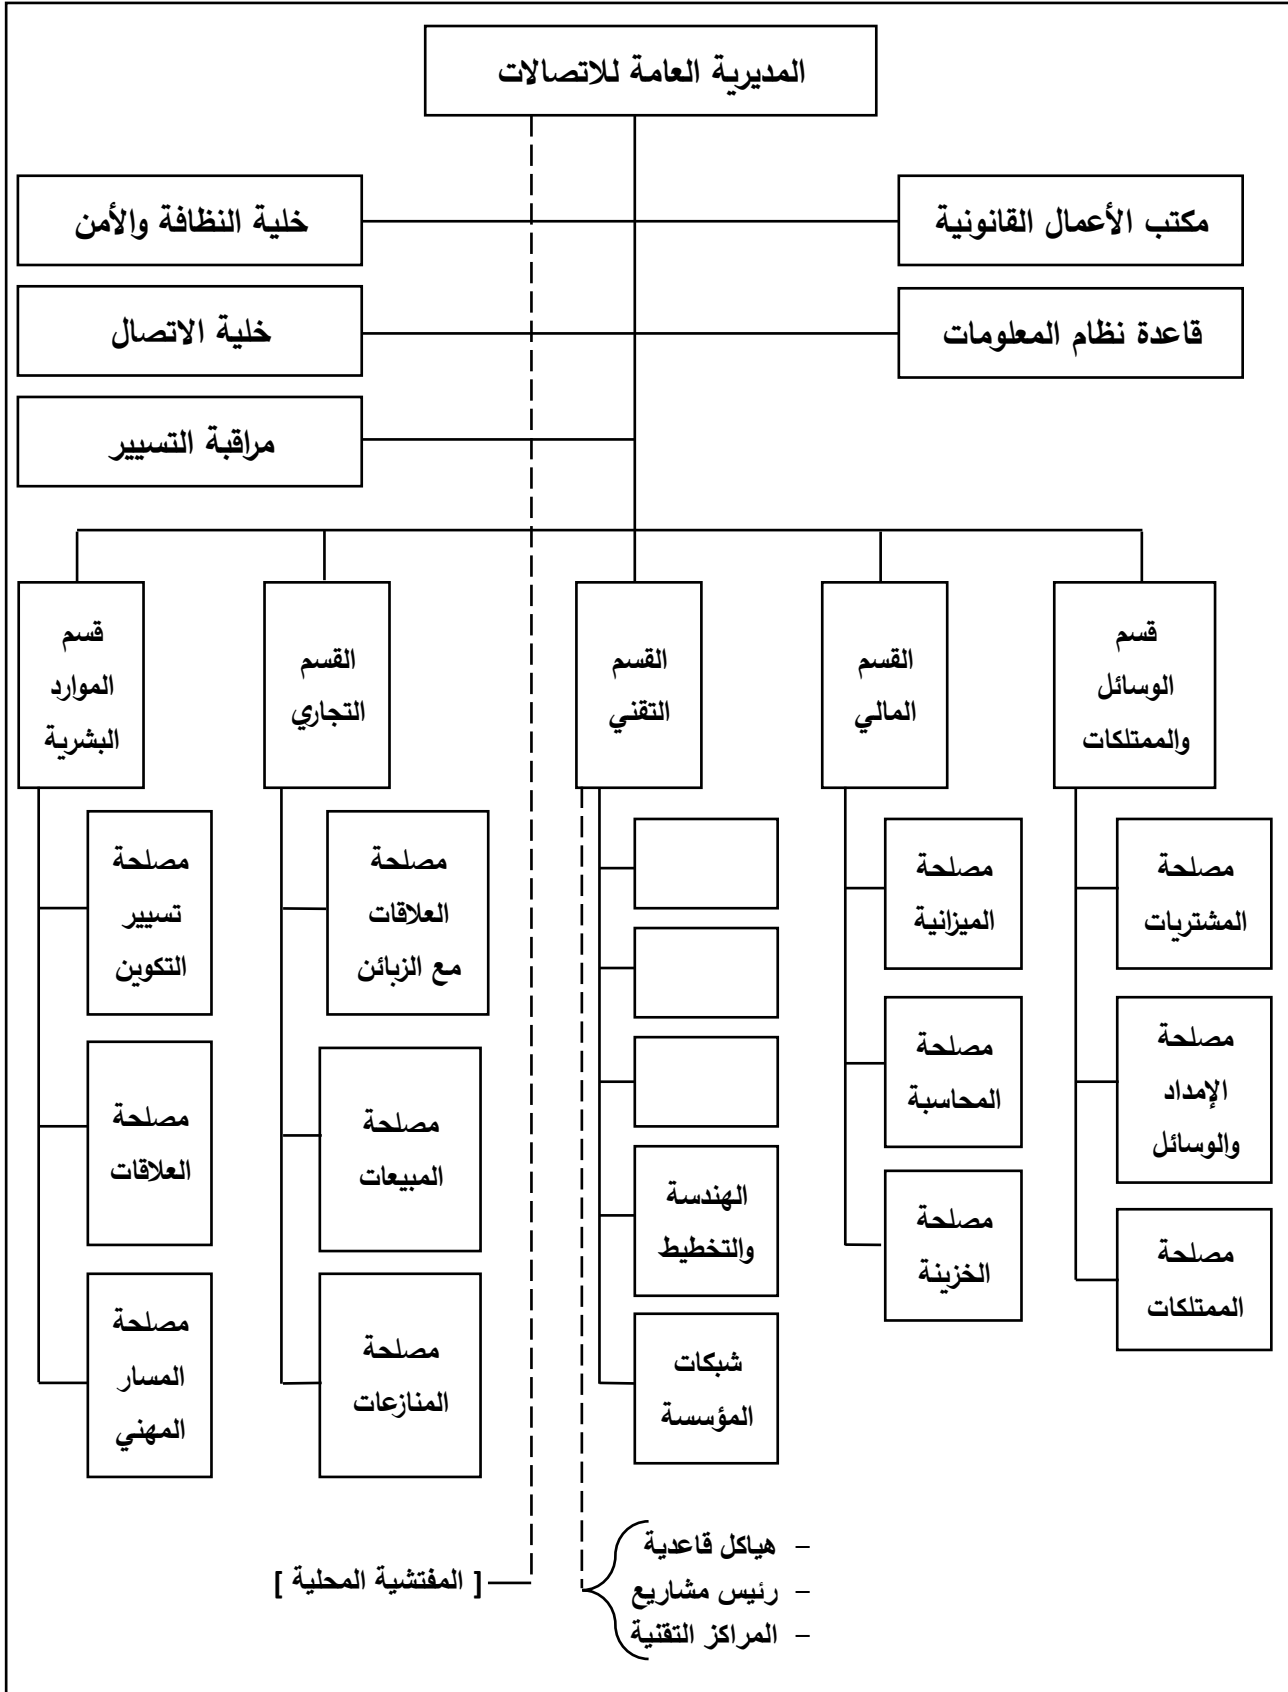 المديرية العامة للاتصالات
مكتب الأعمال القانونية
خلية النظافة والأمن
قاعدة نظام المعلومات
خلية الاتصال
مراقبة التسيير
قسم
الوسائل
والممتلكات
القسم
المالي
القسم
التقني
القسم
التجاري
قسم
الموارد
البشرية
مصلحة
المشتريات
مصلحة
الإمداد
والوسائل
مصلحة
الممتلكات
مصلحة
الميزانية
مصلحة
المحاسبة
مصلحة
الخزينة
الهندسة
والتخطيط
شبكات
المؤسسة
مصلحة
العلاقات
مع الزبائن
مصلحة
المبيعات
مصلحة
المنازعات
مصلحة
تسيير
التكوين
مصلحة
العلاقات
مصلحة
المسار
المهني
– هياكل قاعدية
– رئيس مشاريع
– المراكز التقنية
[ المفتشية المحلية ]